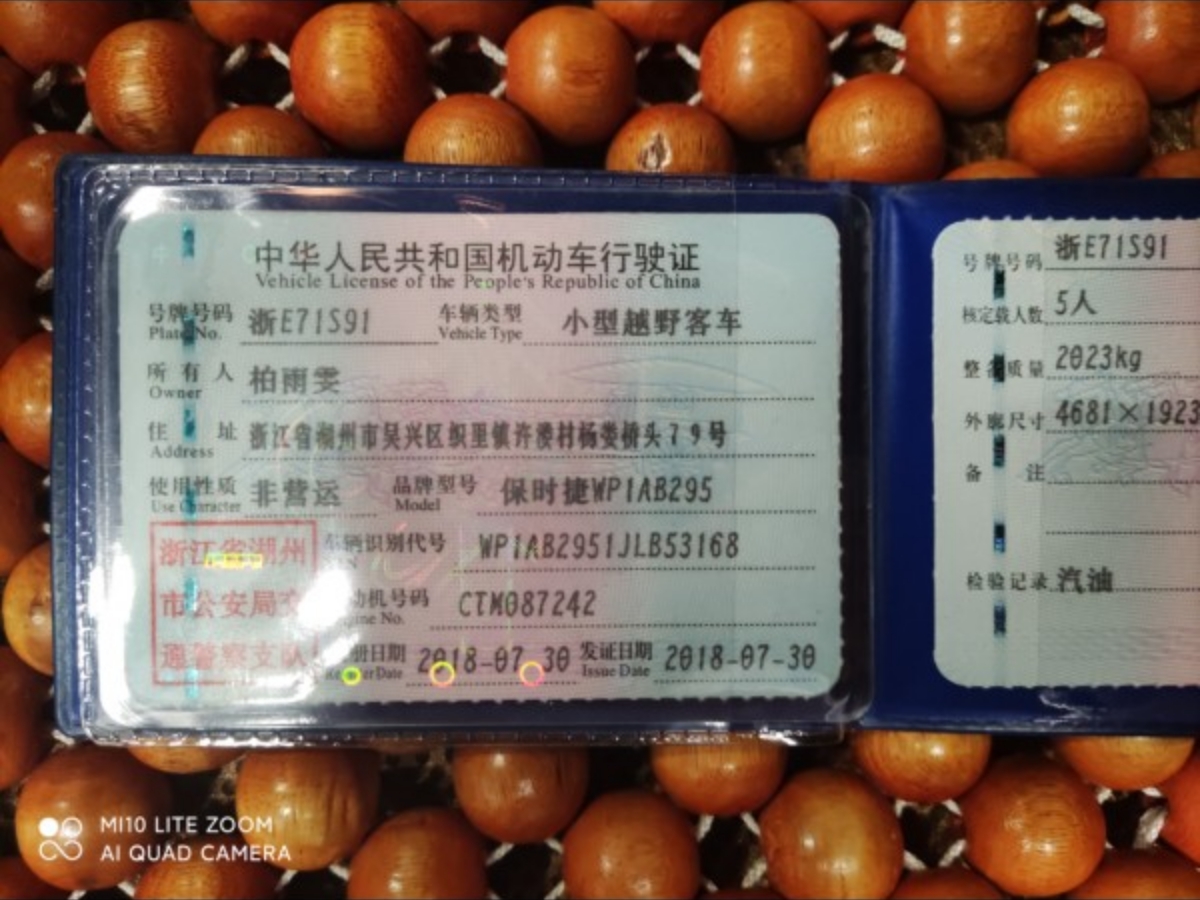 中华人民共和国机动车行驶证
Vehicle License of the People's Republic of China
号牌号码 浙E71S91 车辆类型 小型越野客车
Plate No. Vehicle Type
所有人 柏雨雯
Owner
住址 浙江省湖州市吴兴区织里镇许溇村杨娄桥头79号
Address
使用性质 非营运 品牌型号 保时捷WP1AB295
Use Character Model
浙江省湖州 车辆识别代号 WP1AB2951JLB53168
市公安局交 动机号码 CTM087242
通警察支队 册日期 2018-07-30 发证日期 2018-07-30
Issue Date
号牌号码 浙E71S91
核定载人数 5人
整备质量 2023kg
外廓尺寸 4681×1923
备注
检验记录 汽油
MI10 LITE ZOOM
AI QUAD CAMERA